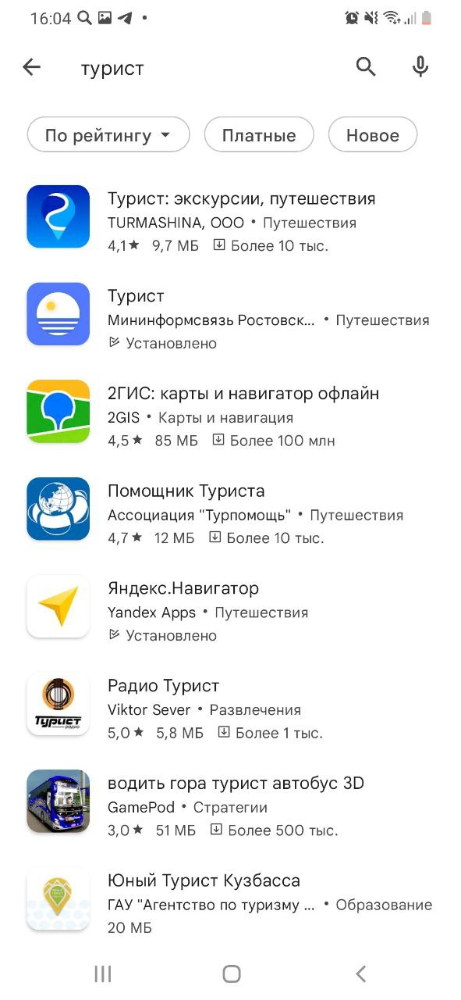 16:04
турист
По рейтингу
Платные
Новое
Турист: экскурсии, путешествия
TURMASHINA, OOO • Путешествия
4,1★ 9,7 МБ Более 10 тыс.
Турист
Мининформсвязь Ростовск... • Путешествия
Установлено
2ГИС: карты и навигатор офлайн
2GIS • Карты и навигация
4,5★ 85 МБ Более 100 млн
Помощник Туриста
Ассоциация "Турпомощь" • Путешествия
4,7★ 12 МБ Более 10 тыс.
Яндекс.Навигатор
Yandex Apps • Путешествия
Установлено
Турист
радио
Радио Турист
Viktor Sever • Развлечения
5,0★ 5,8 МБ Более 1 тыс.
водить гора турист автобус 3D
GamePod • Стратегии
3,0★ 51 МБ Более 500 тыс.
Юный Турист Кузбасса
ГАУ "Агентство по туризму ... • Образование
20 МБ